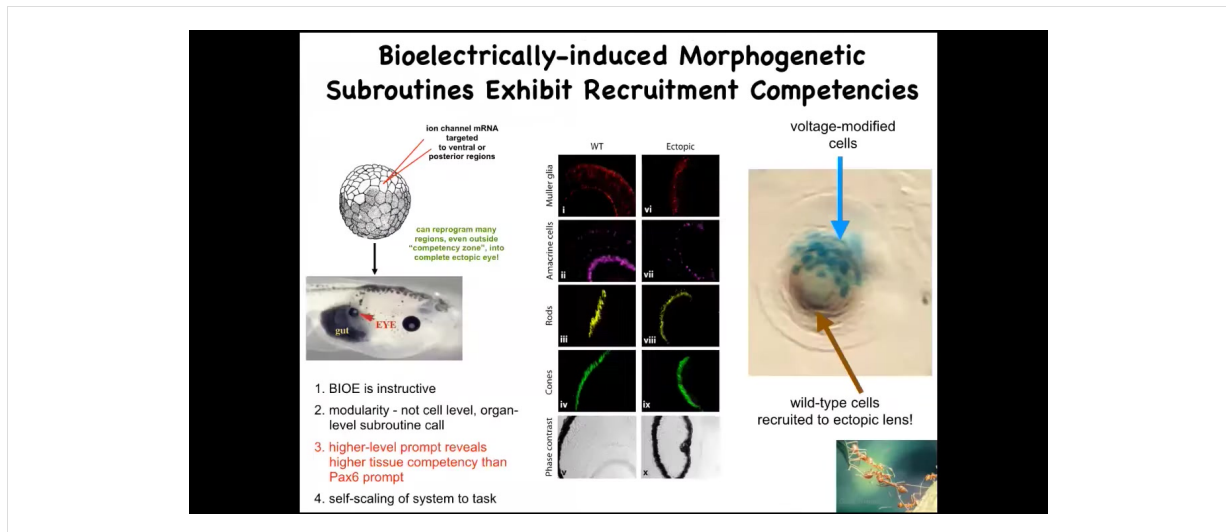 Bioelectrically-induced Morphogenetic
Subroutines Exhibit Recruitment Competencies
ion channel mRNA
targeted
to ventral or
posterior regions
can reprogram many
regions, even outside
"competency zone", into
complete ectopic eye!
gut
EYE
1. BIOE is instructive
2. modularity - not cell level, organ-
level subroutine call
3. higher-level prompt reveals
higher tissue competency than
Pax6 prompt
4. self-scaling of system to task
WT
Ectopic
Muller glia
i
vi
Amacrine cells
ii
vii
Rods
iii
viii
Cones
iv
ix
Phase contrast
v
x
voltage-modified
cells
wild-type cells
recruited to ectopic lens!